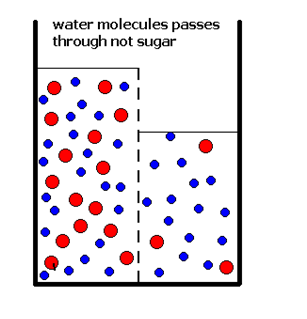 water molecules passes
through not sugar